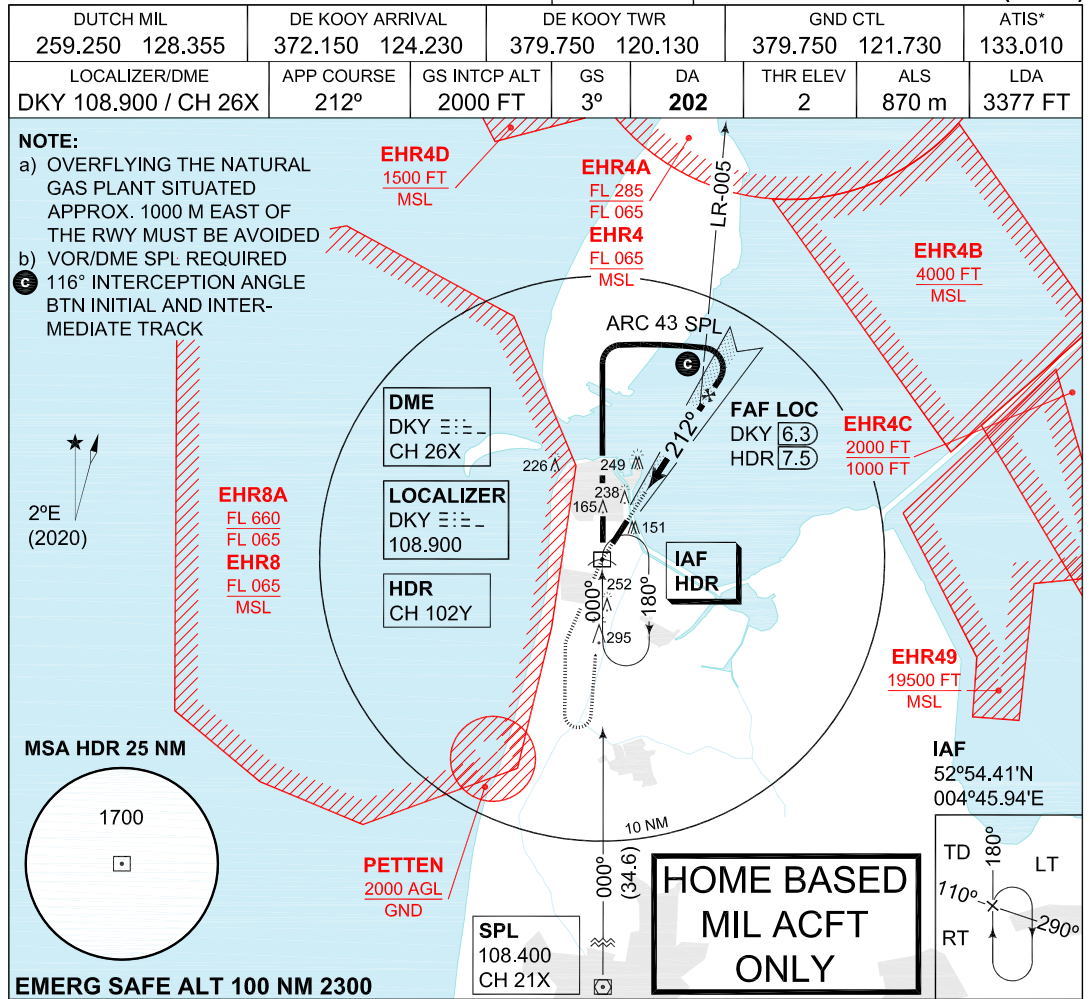 DUTCH MIL
259.250 128.355
DE KOOY ARRIVAL
372.150 124.230
DE KOOY TWR
379.750 120.130
GND CTL
379.750 121.730
ATIS*
133.010
LOCALIZER/DME
DKY 108.900 / CH 26X
APP COURSE
212º
GS INTCP ALT
2000 FT
GS
3º
DA
202
THR ELEV
2
ALS
870 m
LDA
3377 FT
NOTE:
a) OVERFLYING THE NATURAL
GAS PLANT SITUATED
APPROX. 1000 M EAST OF
THE RWY MUST BE AVOIDED
b) VOR/DME SPL REQUIRED
c 116° INTERCEPTION ANGLE
BTN INITIAL AND INTER-
MEDIATE TRACK
EHR4D
1500 FT
MSL
EHR4A
FL 285
FL 065
EHR4
FL 065
MSL
LR-005
EHR4B
4000 FT
MSL
ARC 43 SPL
c
212º
DME
DKY
CH 26X
LOCALIZER
DKY
108.900
HDR
CH 102Y
FAF LOC
DKY 6.3
HDR 7.5
EHR4C
2000 FT
1000 FT
226
249
238
165
151
252
295
000º
180º
IAF
HDR
2ºE
(2020)
EHR8A
FL 660
FL 065
EHR8
FL 065
MSL
EHR49
19500 FT
MSL
MSA HDR 25 NM
1700
PETTEN
2000 AGL
GND
10 NM
000º
(34.6)
SPL
108.400
CH 21X
HOME BASED
MIL ACFT
ONLY
IAF
52º54.41'N
004º45.94'E
TD
180º
LT
110º
290º
RT
EMERG SAFE ALT 100 NM 2300